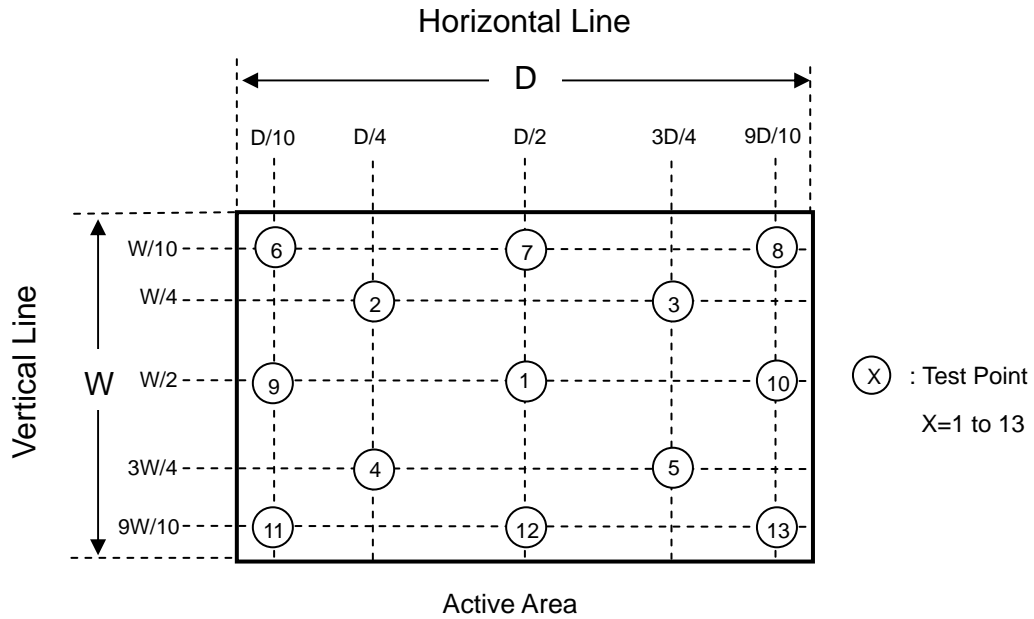 Horizontal Line
D
D/10 D/4 D/2 3D/4 9D/10
Vertical Line
W
W/10
W/4
W/2
3W/4
9W/10
6 7 8
2 3
9 1 10
4 5
11 12 13
X : Test Point
X=1 to 13
Active Area